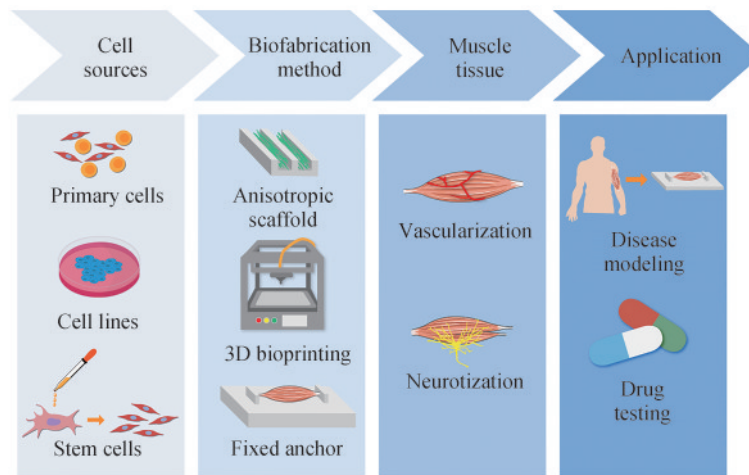 Cell
sources
Biofabrication
method
Muscle
tissue
Application
Primary cells
Cell lines
Stem cells
Anisotropic
scaffold
3D bioprinting
Fixed anchor
Vascularization
Neurotization
Disease
modeling
Drug
testing